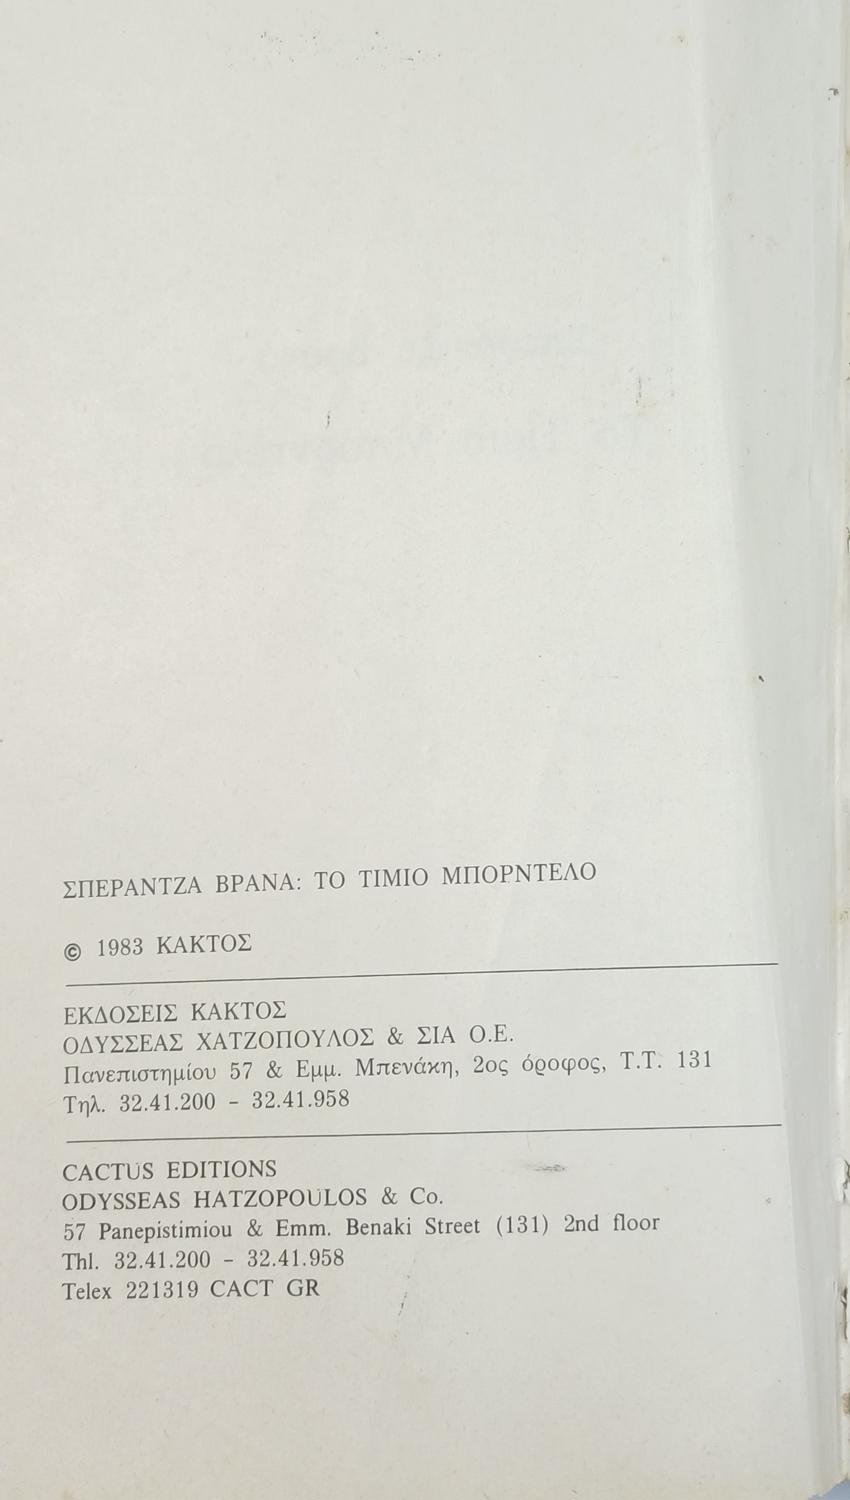 ΣΠΕΡΑΝΤΖΑ ΒΡΑΝΑ: ΤΟ ΤΙΜΙΟ ΜΠΟΡΝΤΕΛΟ
© 1983 ΚΑΚΤΟΣ
ΕΚΔΟΣΕΙΣ ΚΑΚΤΟΣ
ΟΔΥΣΣΕΑΣ ΧΑΤΖΟΠΟΥΛΟΣ & ΣΙΑ Ο.Ε.
Πανεπιστημίου 57 & Εμμ. Μπενάκη, 2ος όροφος, Τ.Τ. 131
Τηλ. 32.41.200 – 32.41.958
CACTUS EDITIONS
ODYSSEAS HATZOPOULOS & Co.
57 Panepistimiou & Emm. Benaki Street (131) 2nd floor
Thl. 32.41.200 – 32.41.958
Telex 221319 CACT GR